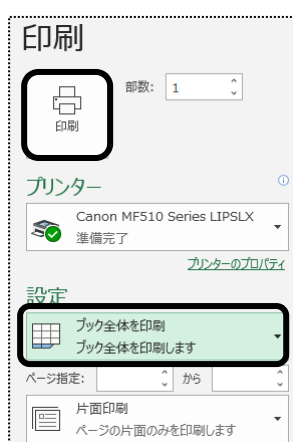 印刷
部数: 1
印刷
プリンター
Canon MF510 Series LIPSLX
準備完了
プリンターのプロパティ
設定
ブック全体を印刷
ブック全体を印刷します
ページ指定: から
片面印刷
ページの片面のみを印刷します